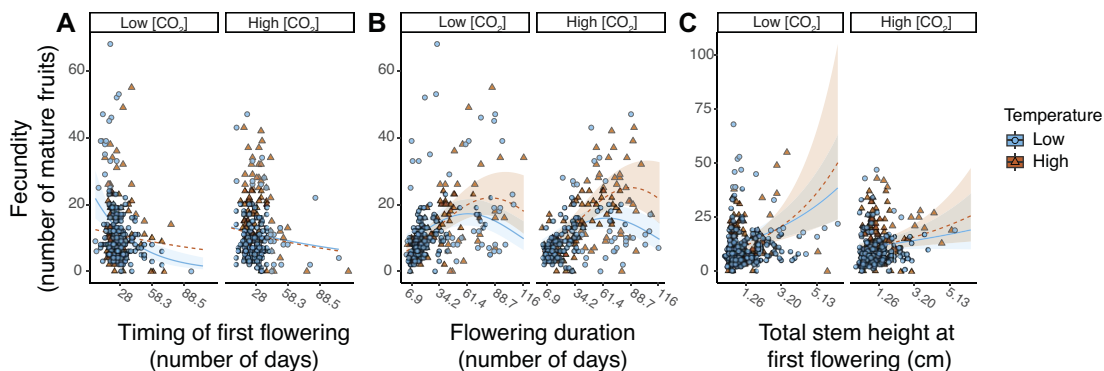 A
Low [CO2]
High [CO2]
B
Low [CO2]
High [CO2]
C
Low [CO2]
High [CO2]
Fecundity
(number of mature fruits)
60
40
20
0
28
58.3
88.5
28
58.3
88.5
Timing of first flowering
(number of days)
60
40
20
0
6.9
34.2
61.4
88.7
116
6.9
34.2
61.4
88.7
116
Flowering duration
(number of days)
100
75
50
25
0
1.26
3.20
5.13
1.26
3.20
5.13
Total stem height at
first flowering (cm)
Temperature
Low
High